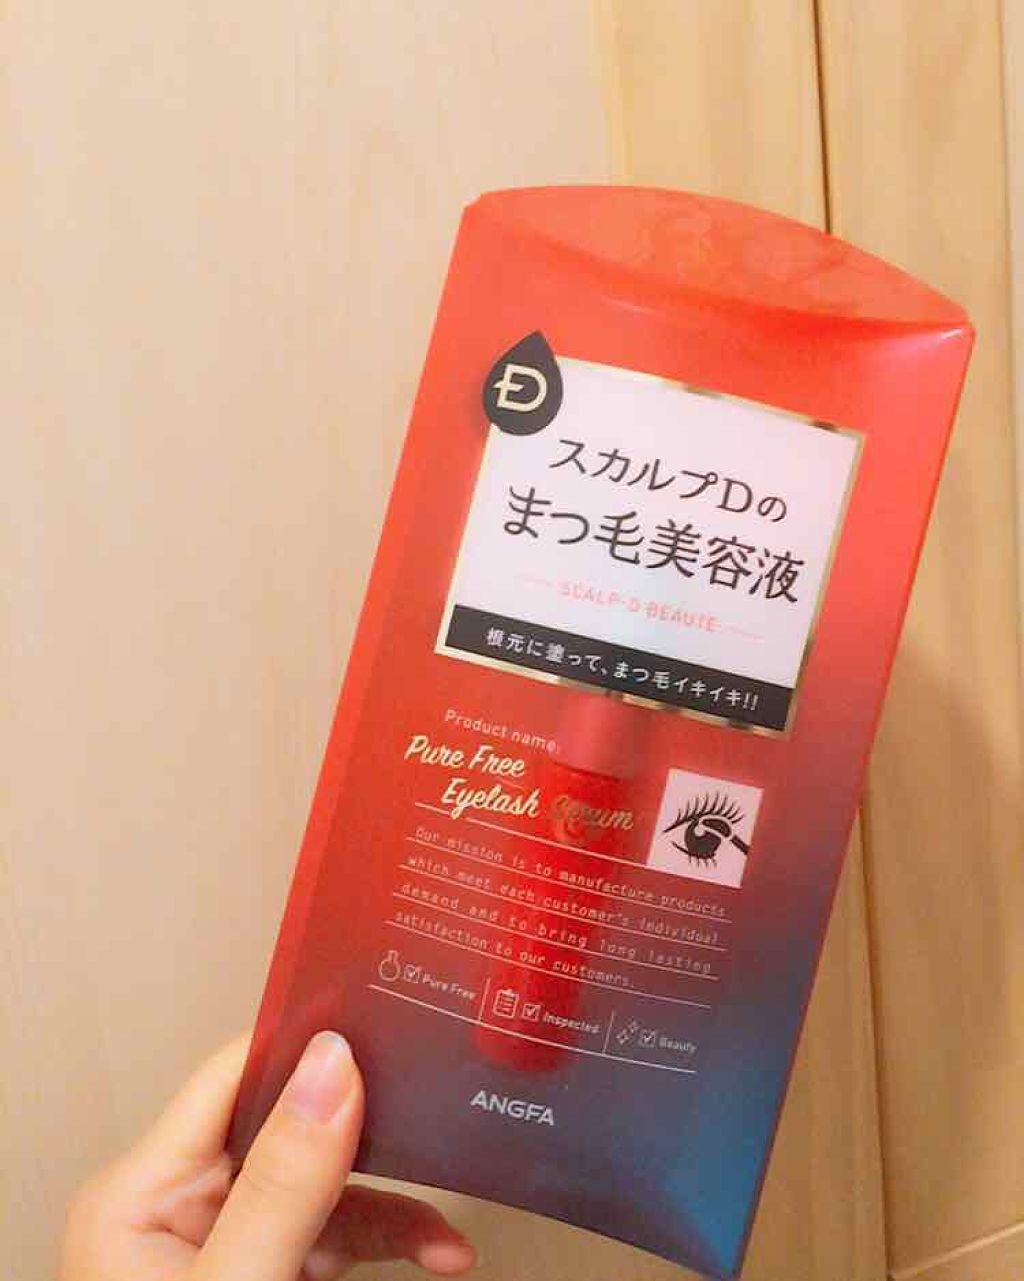 Ð
スカルプDの
まつ毛美容液
SCALP-D BEAUTE
根元に塗って、まつ毛イキイキ!!
Product name:
Pure Free
Eyelash Serum
Our mission is to manufacture products
which meet each customer's individual
demand and to bring long lasting
satisfaction to our customers.
Pure Free
Inspected
Beauty
ANGFA